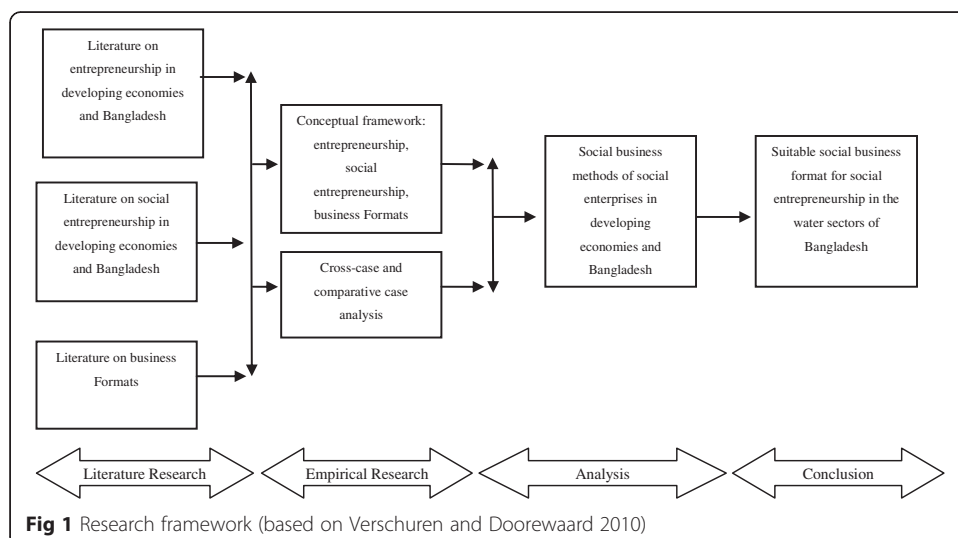 Literature on
entrepreneurship in
developing economies
and Bangladesh
Literature on social
entrepreneurship in
developing economies
and Bangladesh
Literature on business
Formats
Conceptual framework:
entrepreneurship,
social
entrepreneurship,
business Formats
Cross-case and
comparative case
analysis
Social business
methods of social
enterprises in
developing
economies and
Bangladesh
Suitable social business
format for social
entrepreneurship in the
water sectors of
Bangladesh
Literature Research
Empirical Research
Analysis
Conclusion
Fig 1 Research framework (based on Verschuren and Doorewaard 2010)